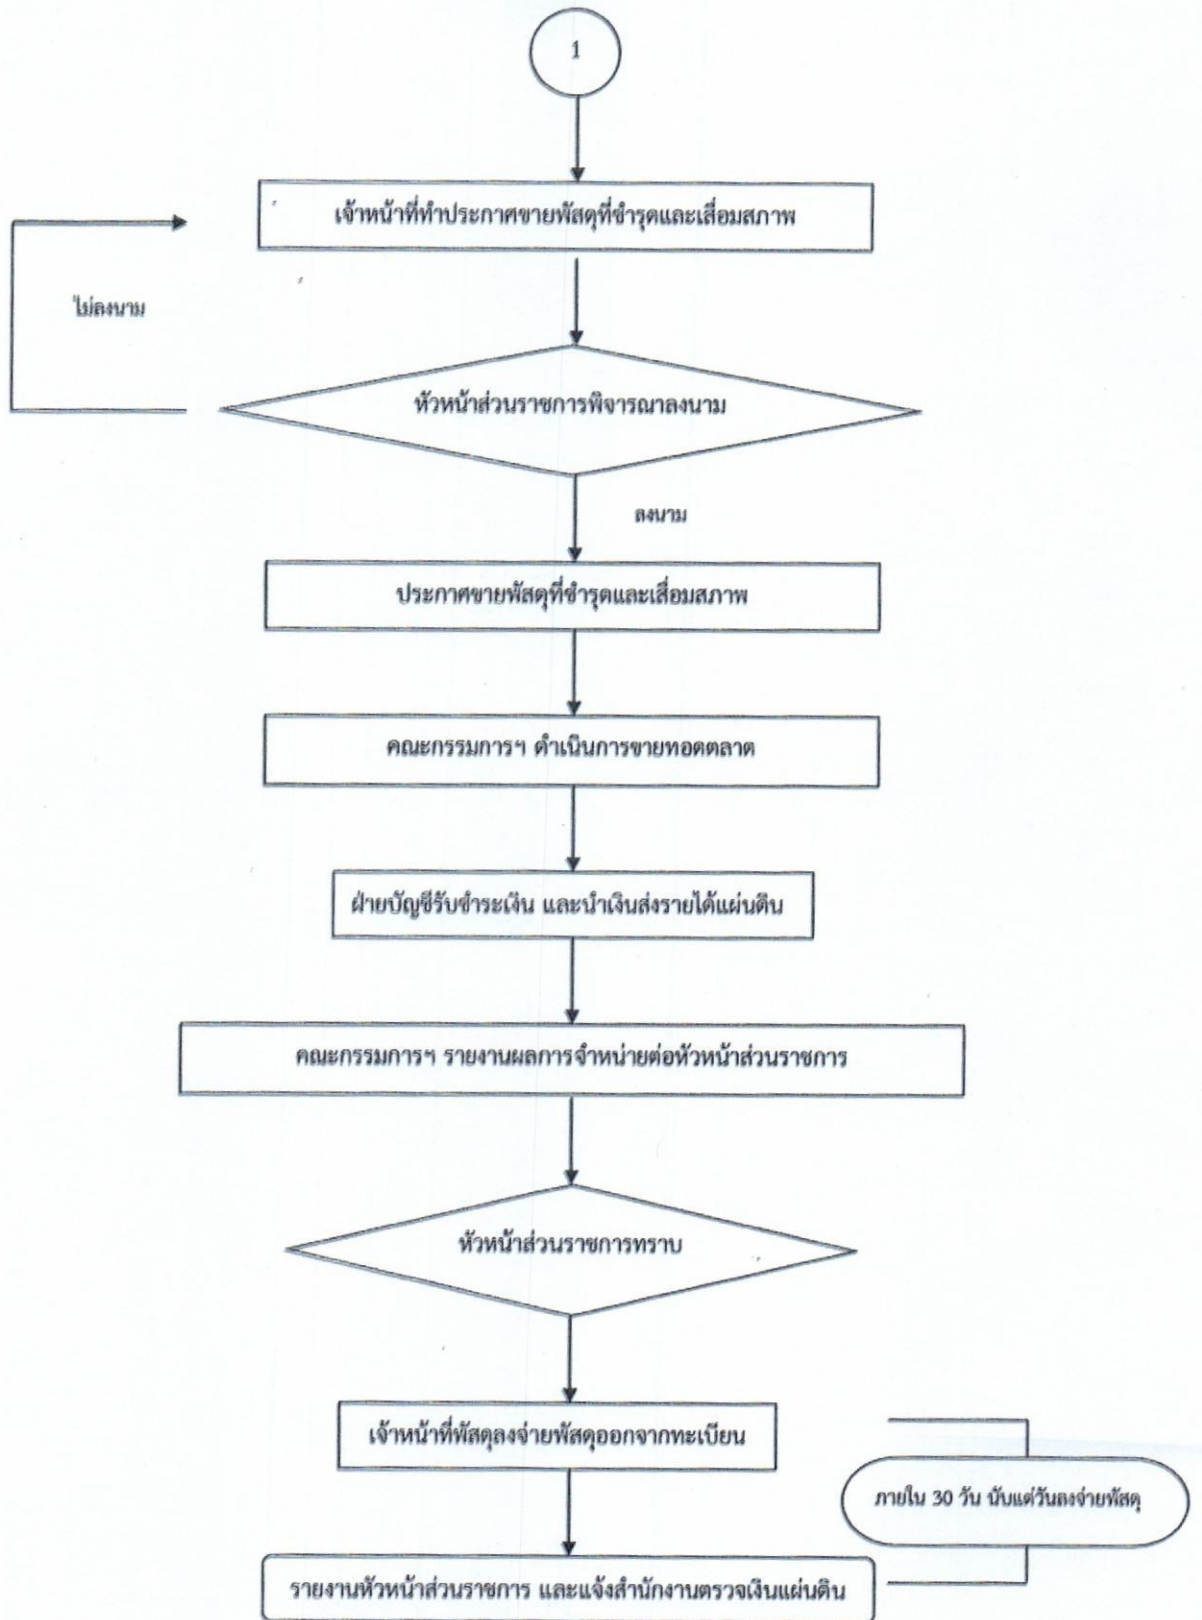 1
เจ้าหน้าที่ทำประกาศขายพัสดุที่ชำรุดและเสื่อมสภาพ
ไม่ลงนาม
หัวหน้าส่วนราชการพิจารณาลงนาม
ลงนาม
ประกาศขายพัสดุที่ชำรุดและเสื่อมสภาพ
คณะกรรมการฯ ดำเนินการขายทอดตลาด
ฝ่ายบัญชีรับชำระเงิน และนำเงินส่งรายได้แผ่นดิน
คณะกรรมการฯ รายงานผลการจำหน่ายต่อหัวหน้าส่วนราชการ
หัวหน้าส่วนราชการทราบ
เจ้าหน้าที่พัสดุลงจ่ายพัสดุออกจากทะเบียน
ภายใน 30 วัน นับแต่วันลงจ่ายพัสดุ
รายงานหัวหน้าส่วนราชการ และแจ้งสำนักงานตรวจเงินแผ่นดิน